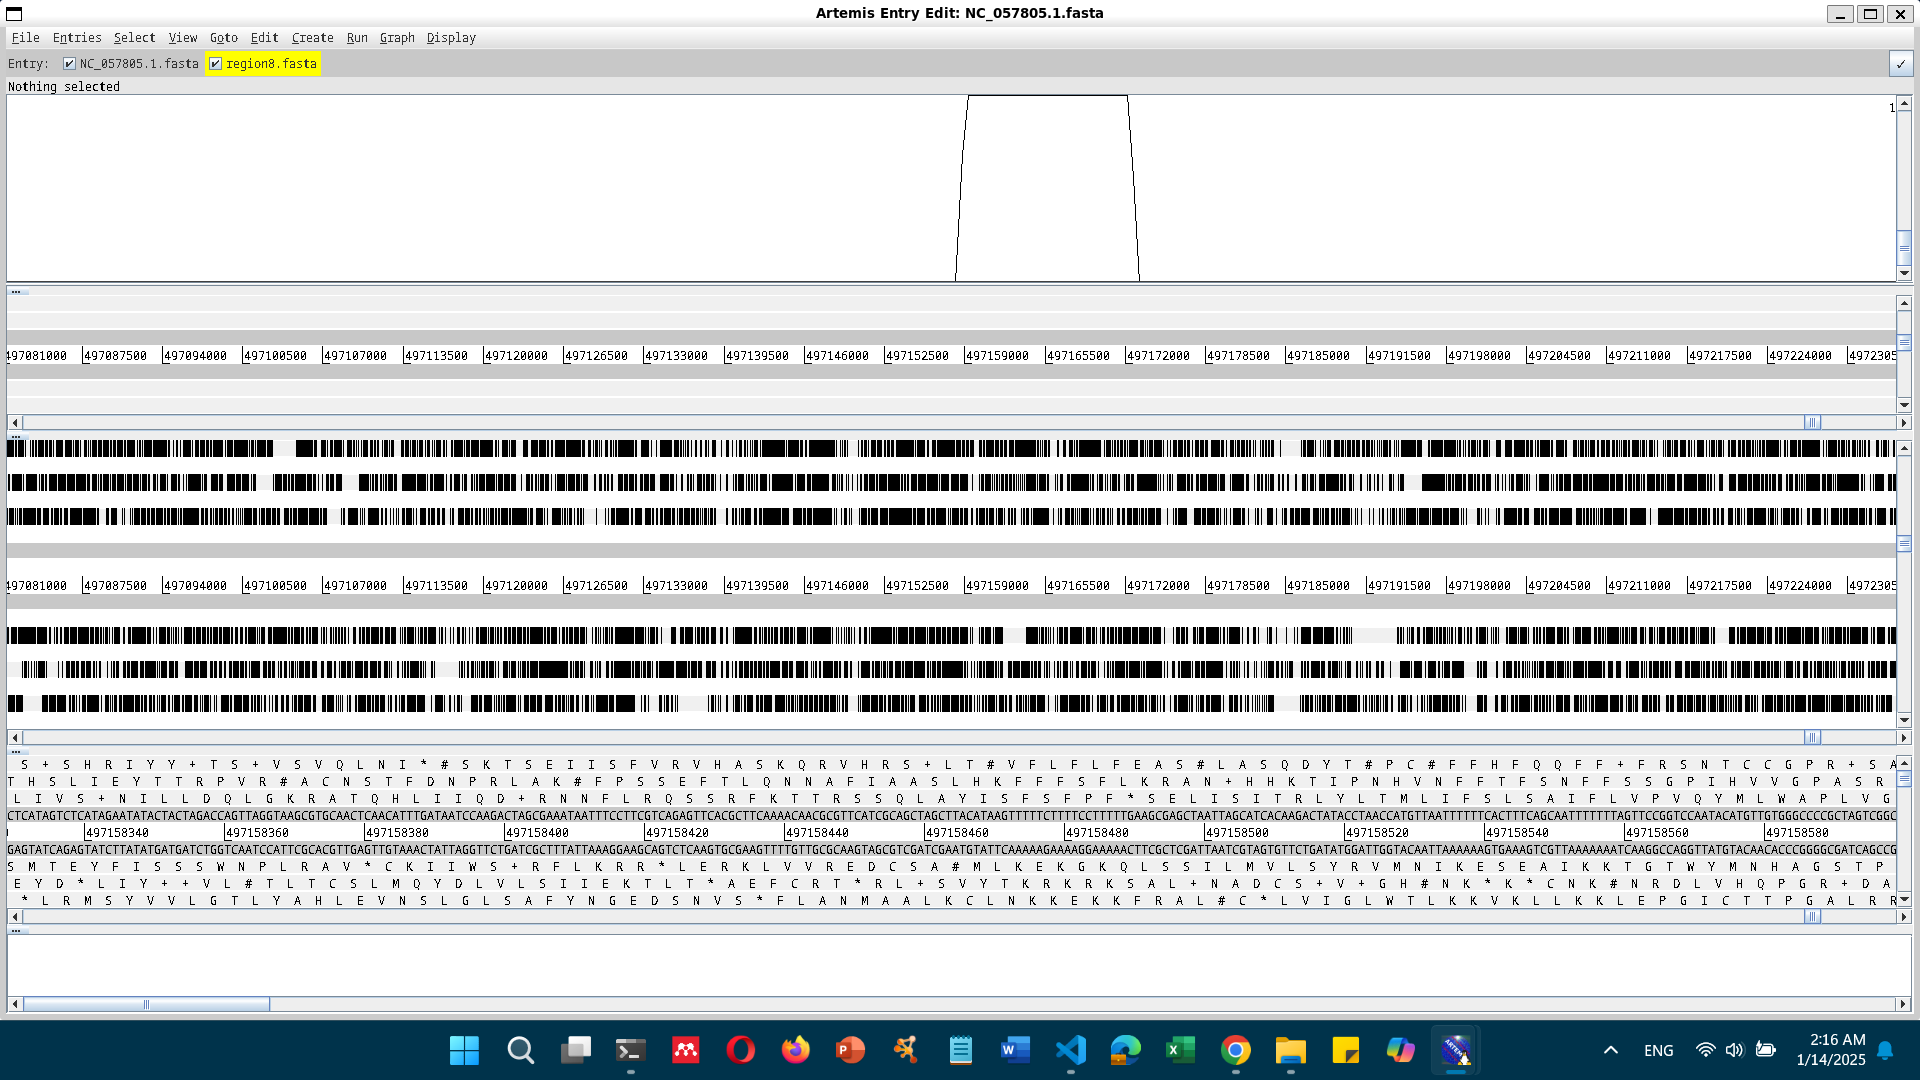 Artemis Entry Edit: NC_057805.1.fasta
File Entries Select View Goto Edit Create Run Graph Display
Entry: NC_057805.1.fasta region8.fasta
Nothing selected
1
497081000 497087500 497094000 497100500 497107000 497113500 497120000 497126500 497133000 497139500 497146000 497152500 497159000 497165500 497172000 497178500 497185000 497191500 497198000 497204500 497211000 497217500 497224000 4972305
497081000 497087500 497094000 497100500 497107000 497113500 497120000 497126500 497133000 497139500 497146000 497152500 497159000 497165500 497172000 497178500 497185000 497191500 497198000 497204500 497211000 497217500 497224000 4972305
S + S H R I Y Y + T S + V S V Q L N I * # S K T S E I I S F V R V H A S K Q R V H R S + L T # V F L F L F E A S # L A S Q D Y T # P C # F F H F Q Q F F + F R S N T C C G P R + S A
T H S L I E Y T T R P V R # A C N S T F D N P R L A K # F P S S E F T L Q N N A F I A A S L H K F F F S F L K R A N + H H K T I P N H V N F F T F S N F F S S G P I H V V G P A S R
L I V S + N I L L D Q L G K R A T Q H L I I Q D + R N N F L R Q S S R F K T T R S S Q L A Y I S F S F P F * S E L I S I T R L Y L T M L I F S L S A I F L V P V Q Y M L W A P L V G
497158340 497158360 497158380 497158400 497158420 497158440 497158460 497158480 497158500 497158520 497158540 497158560 497158580
S M T E Y F I S S S W N P L R A V * C K I I W S + R F L K R R * L E R K L V V R E D C S A # M L K E K G K Q L S S I L M V L S Y R V M N I K E S E A I K K T G T W Y M N H A G S T P
E Y D * L I Y + + V L # T L T C S L M Q Y D L V L S I I E K T L T * A E F C R T * R L + S V Y T K R K R K S A L + N A D C S + V + G H # N K * K * C N K # N R D L V H Q P G R + D A
* L R M S Y V V L G T L Y A H L E V N S L G L S A F Y N G E D S N V S * F L A N M A A L K C L N K K E K K F R A L # C * L V I G L W T L K K V K L L K K L E P G I C T T P G A L R R
ENG
2:16 AM
1/14/2025